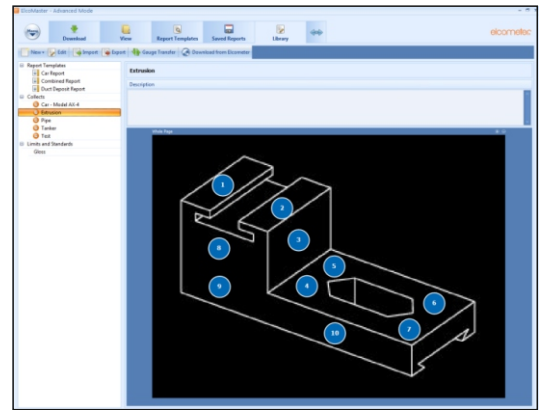 ElcoMaster - Advanced Mode
Download
View
Report Templates
Saved Reports
Library
elcometer
New
Edit
Import
Export
Gauge Transfer
Download from Elcometer
Report Templates
Car Report
Combined Report
Duct Deposit Report
Collects
Car - Model AX-4
Extrusion
Pipe
Tanker
Test
Limits and Standards
Gloss
Extrusion
Description:
Whole Page
1
2
3
8
5
4
9
6
7
10